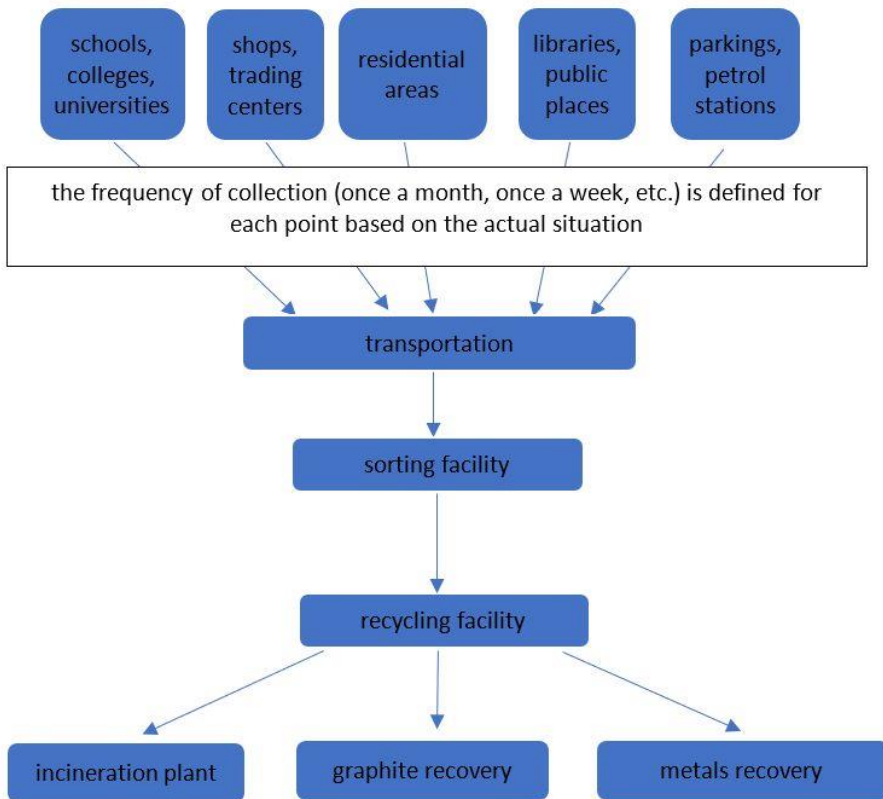 schools,
colleges,
universities
shops,
trading
centers
residential
areas
libraries,
public
places
parkings,
petrol
stations
the frequency of collection (once a month, once a week, etc.) is defined for
each point based on the actual situation
transportation
sorting facility
recycling facility
incineration plant
graphite recovery
metals recovery